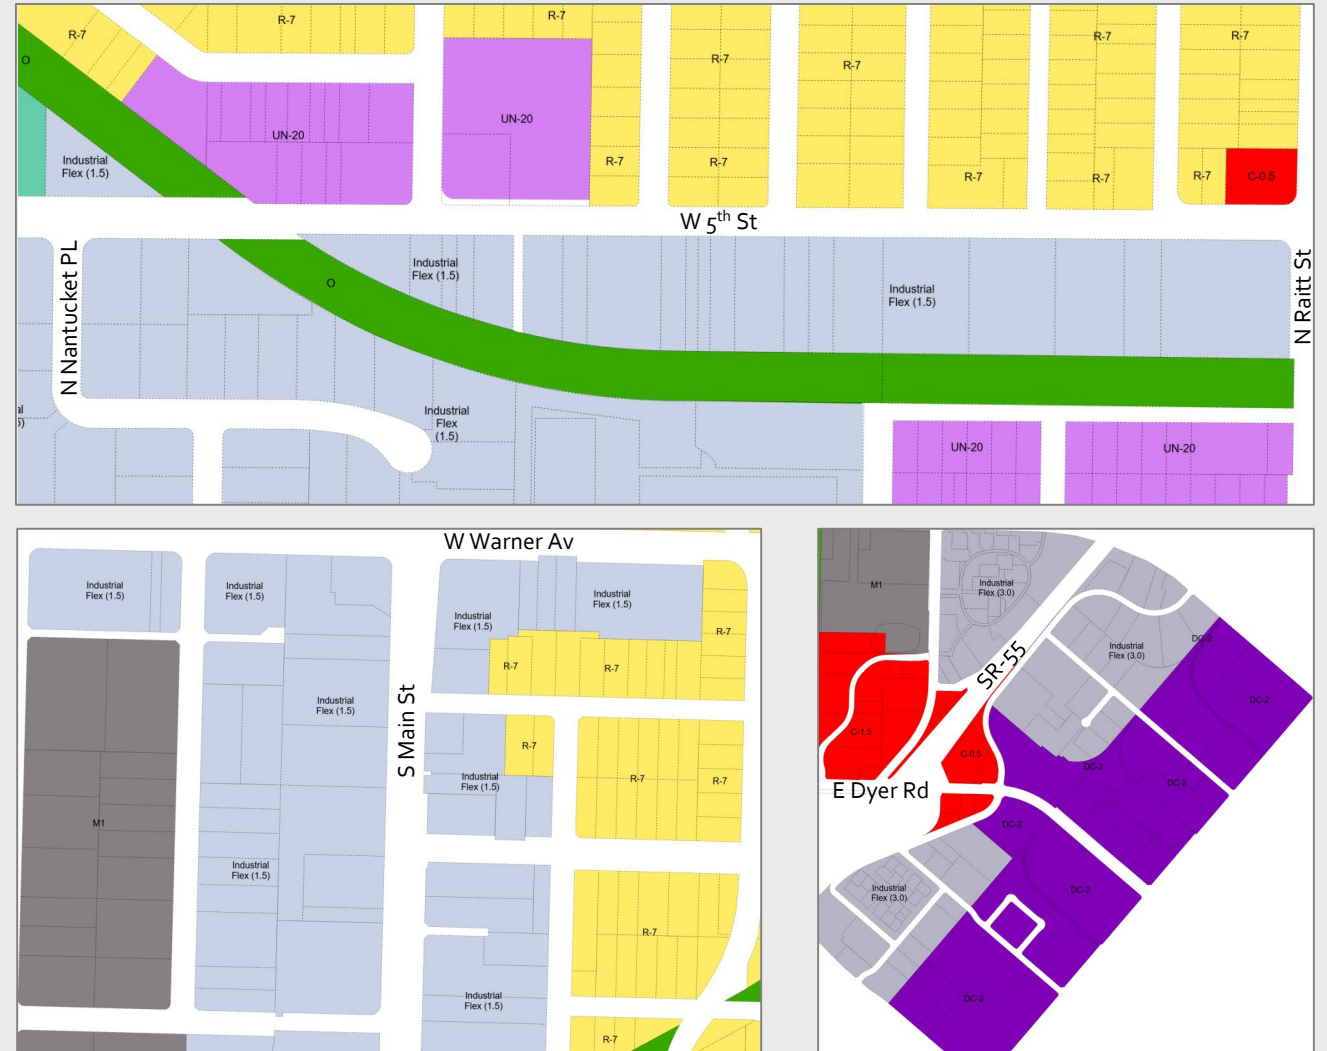 R-7
R-7
R-7
R-7
R-7
O
R-7
R-7
UN-20
UN-20
Industrial
Flex (1.5)
R-7
R-7
R-7
R-7
R-7
C-0.5
W 5th St
N Nantucket PL
O
Industrial
Flex (1.5)
Industrial
Flex (1.5)
N Raitt St
al
5)
Industrial
Flex
(1.5)
UN-20
UN-20
W Warner Av
Industrial
Flex (1.5)
Industrial
Flex (1.5)
Industrial
Flex (1.5)
Industrial
Flex (1.5)
R-7
R-7
R-7
Industrial
Flex (1.5)
S Main St
R-7
Industrial
Flex (1.5)
R-7
R-7
M1
Industrial
Flex (1.5)
R-7
Industrial
Flex (1.5)
R-7
M1
Industrial
Flex (3.0)
SR-55
DC-2
Industrial
Flex (3.0)
DC-2
C-1.5
C-0.5
DC-2
DC-2
E Dyer Rd
DC-2
Industrial
Flex (3.0)
DC-2
DC-2